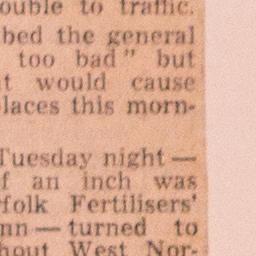 ouble to traffic.
bed the general
too bad" but
t would cause
laces this morn-
Tuesday night —
f an inch was
folk Fertilisers'
nn — turned to
hout West Nor-